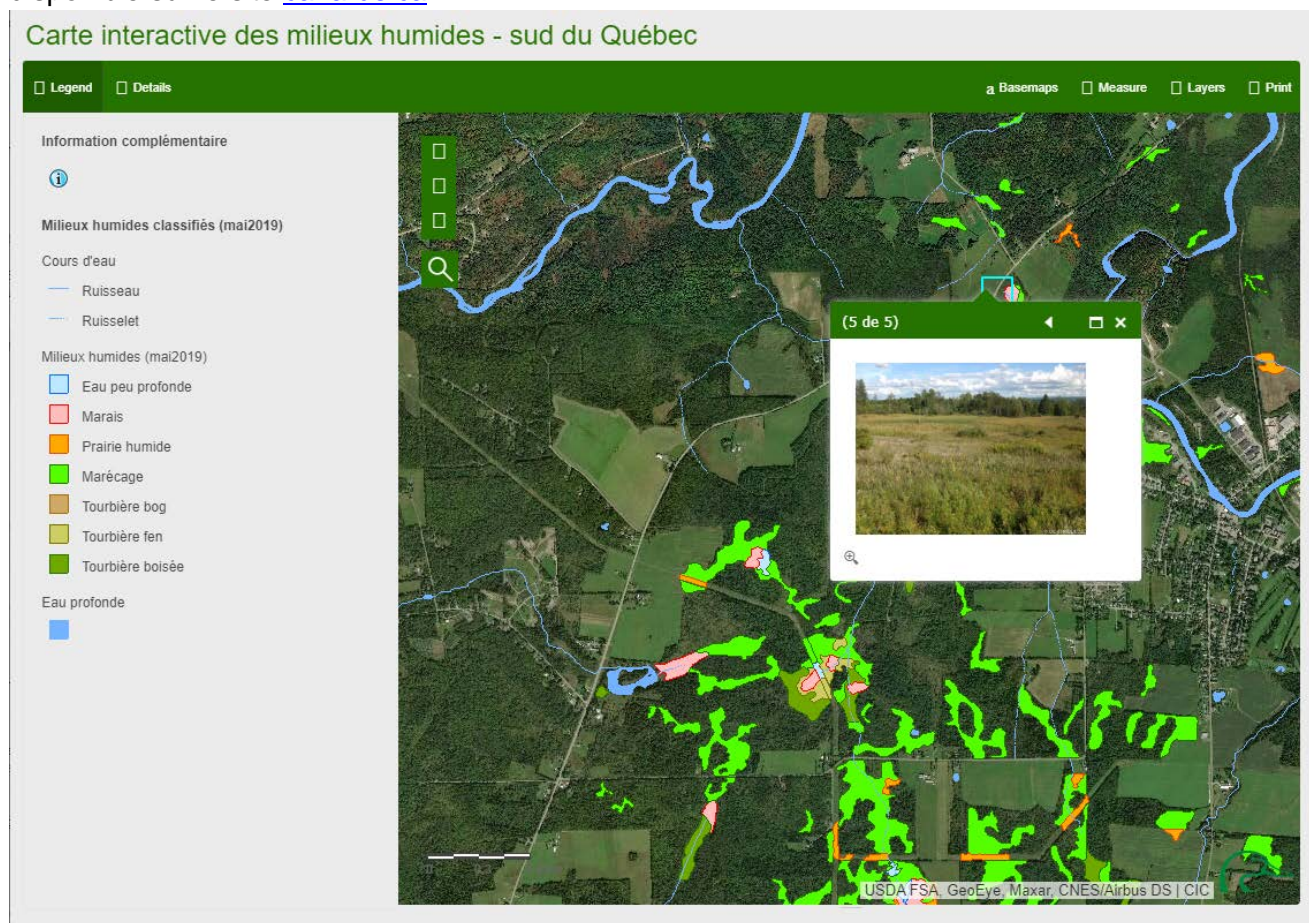 Carte interactive des milieux humides - sud du Québec
Legend Details a Basemaps Measure Layers Print
Information complémentaire
Milieux humides classifiés (mai2019)
Cours d'eau
Ruisseau
Ruisselet
Milieux humides (mai2019)
Eau peu profonde
Marais
Prairie humide
Marécage
Tourbière bog
Tourbière fen
Tourbière boisée
Eau profonde
(5 de 5)
USDA FSA, GeoEye, Maxar, CNES/Airbus DS | CIC